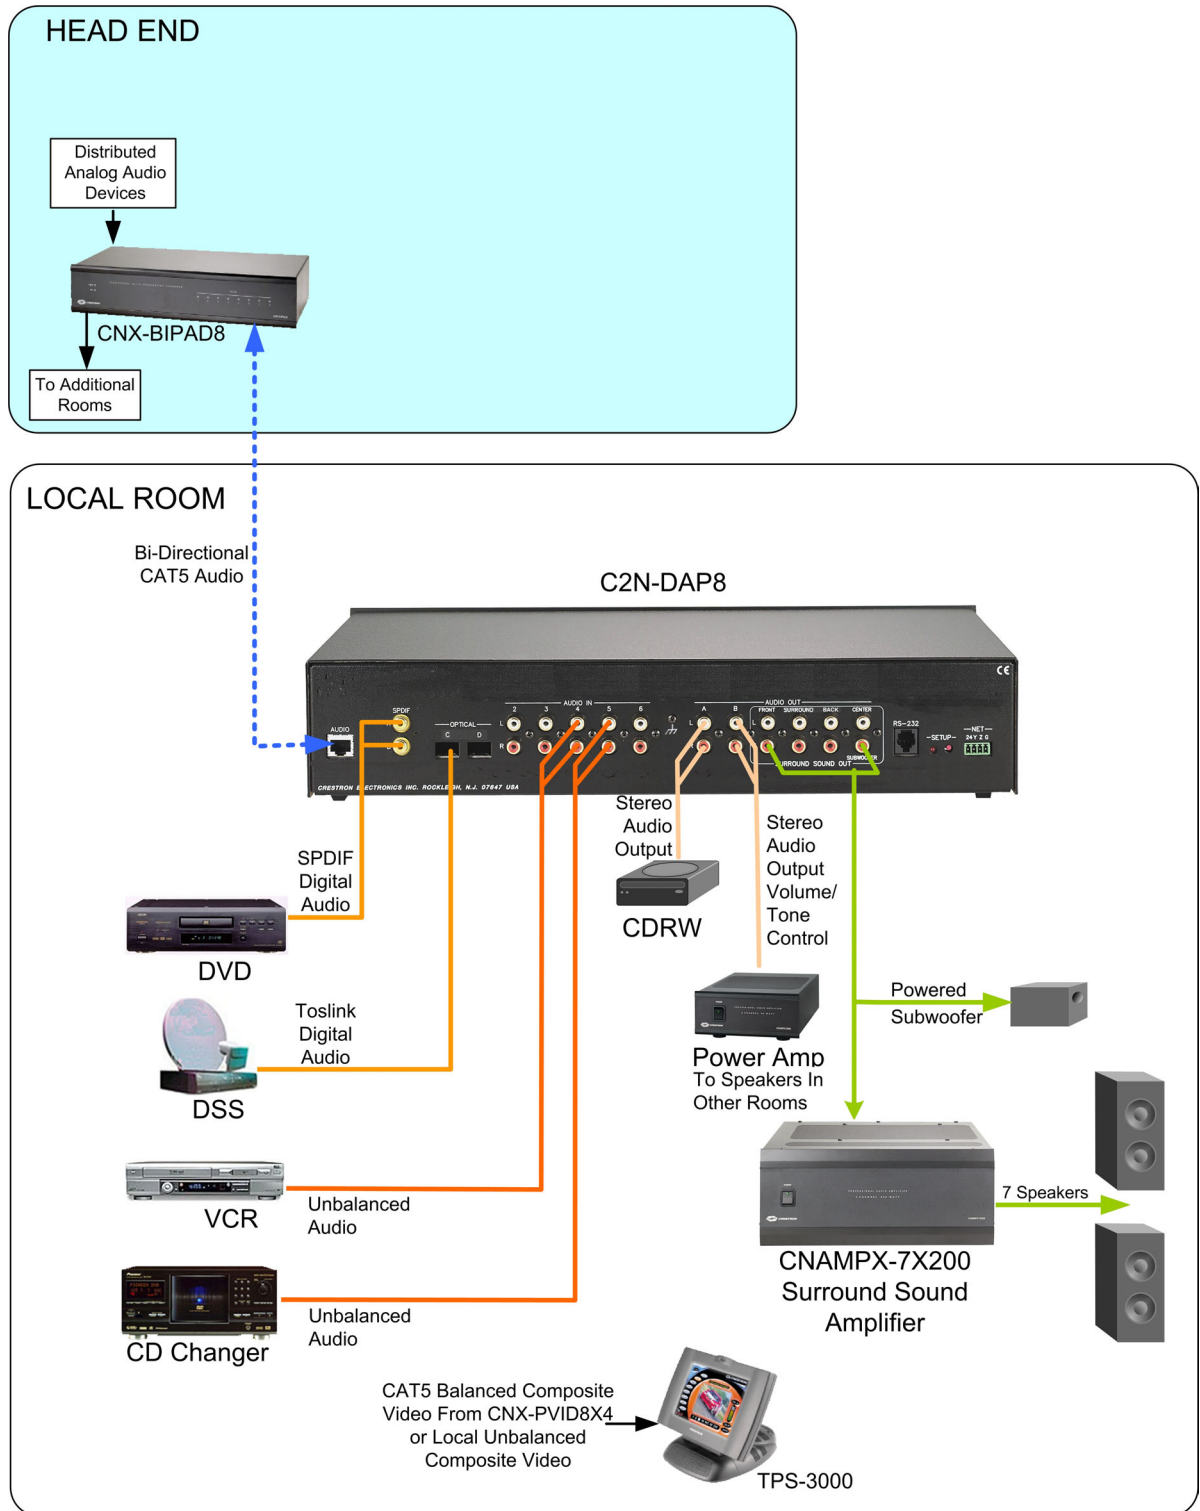 HEAD END
Distributed
Analog Audio
Devices
CNX-BIPAD8
To Additional
Rooms
LOCAL ROOM
Bi-Directional
CAT5 Audio
C2N-DAP8
CE
AUDIO IN
AUDIO OUT
SPDIF
2 3 4 5 6
A B FRONT SURROUND BACK CENTER
AUDIO
OPTICAL
C D
L
L
RS-232
SETUP
NET
24 Y Z G
R
R
SUBWOOFER
SURROUND SOUND OUT
CRESTRON ELECTRONICS INC. ROCKLEIGH, N.J. 07647 USA
Stereo
Audio
Output
Stereo
Audio
Output
Volume/
Tone
Control
SPDIF
Digital
Audio
CDRW
DVD
Powered
Subwoofer
Toslink
Digital
Audio
Power Amp
To Speakers In
Other Rooms
DSS
7 Speakers
Unbalanced
Audio
VCR
CNAMPX-7X200
Surround Sound
Amplifier
Unbalanced
Audio
CD Changer
CAT5 Balanced Composite
Video From CNX-PVID8X4
or Local Unbalanced
Composite Video
TPS-3000